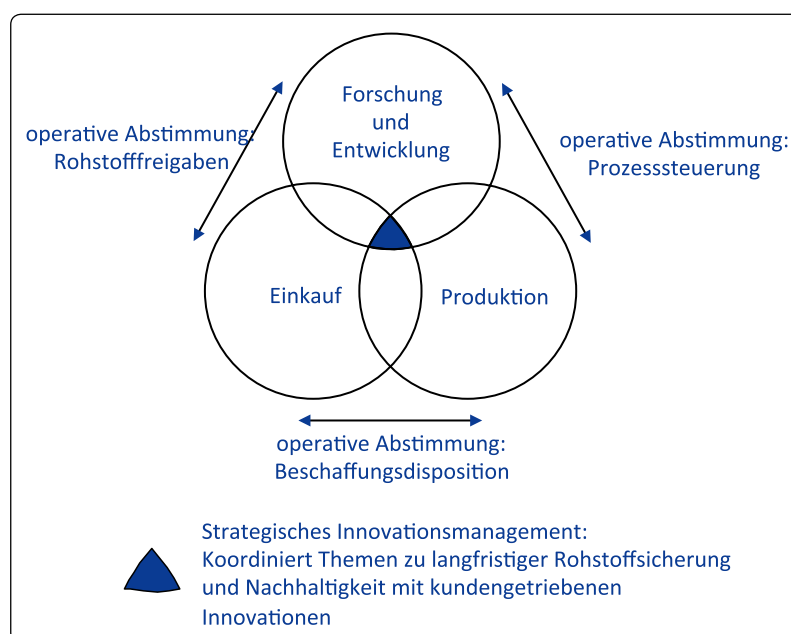 Forschung
und
Entwicklung
operative Abstimmung:
Rohstofffreigaben
operative Abstimmung:
Prozesssteuerung
Einkauf
Produktion
operative Abstimmung:
Beschaffungsdisposition
Strategisches Innovationsmanagement:
Koordiniert Themen zu langfristiger Rohstoffsicherung
und Nachhaltigkeit mit kundengetriebenen
Innovationen